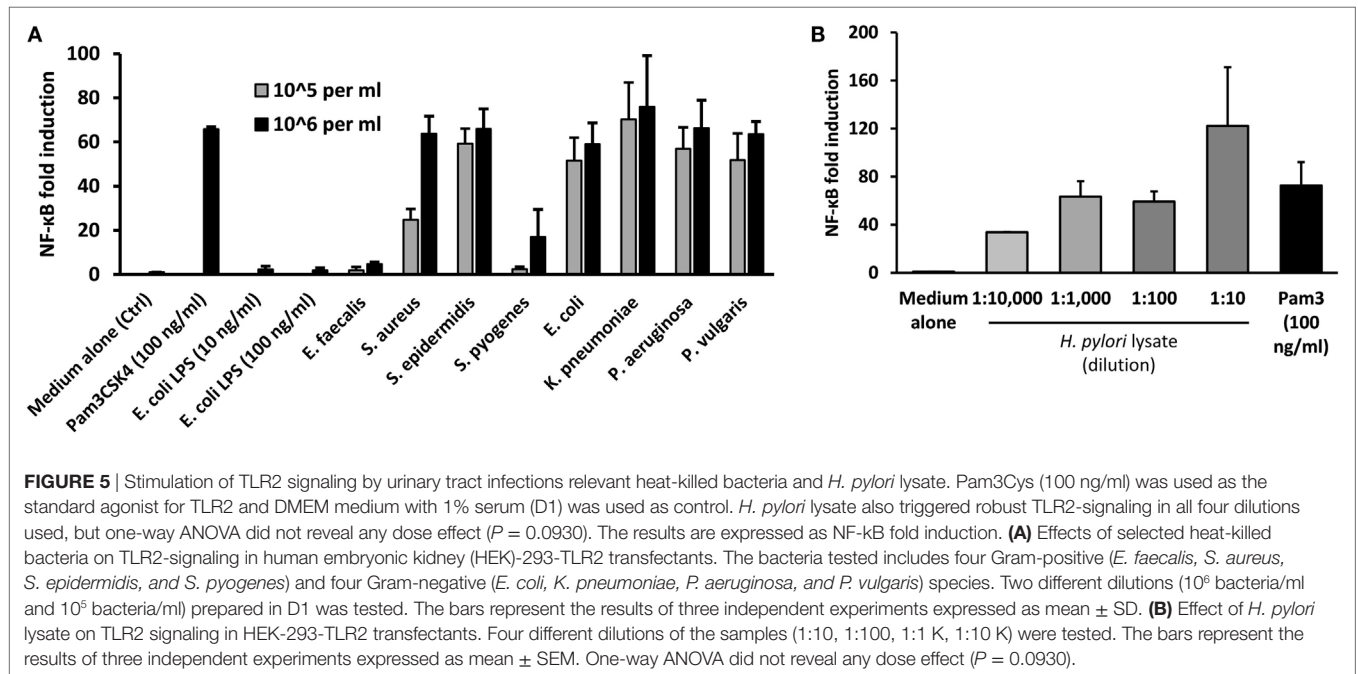 A
NF-κB fold induction
100
80
60
40
20
0
10^5 per ml
10^6 per ml
Medium alone (Ctrl)
Pam3CSK4 (100 ng/ml)
E. coli LPS (10 ng/ml)
E. coli LPS (100 ng/ml)
E. faecalis
S. aureus
S. epidermidis
S. pyogenes
E. coli
K. pneumoniae
P. aeruginosa
P. vulgaris
B
NF-κB fold induction
200
160
120
80
40
0
Medium
alone
1:10,000
1:1,000
1:100
1:10
H. pylori lysate
(dilution)
Pam3
(100
ng/ml)
FIGURE 5 | Stimulation of TLR2 signaling by urinary tract infections relevant heat-killed bacteria and H. pylori lysate. Pam3Cys (100 ng/ml) was used as the
standard agonist for TLR2 and DMEM medium with 1% serum (D1) was used as control. H. pylori lysate also triggered robust TLR2-signaling in all four dilutions
used, but one-way ANOVA did not reveal any dose effect (P = 0.0930). The results are expressed as NF-kB fold induction. (A) Effects of selected heat-killed
bacteria on TLR2-signaling in human embryonic kidney (HEK)-293-TLR2 transfectants. The bacteria tested includes four Gram-positive (E. faecalis, S. aureus,
S. epidermidis, and S. pyogenes) and four Gram-negative (E. coli, K. pneumoniae, P. aeruginosa, and P. vulgaris) species. Two different dilutions (10⁶ bacteria/ml
and 10⁵ bacteria/ml) prepared in D1 was tested. The bars represent the results of three independent experiments expressed as mean ± SD. (B) Effect of H. pylori
lysate on TLR2 signaling in HEK-293-TLR2 transfectants. Four different dilutions of the samples (1:10, 1:100, 1:1 K, 1:10 K) were tested. The bars represent the
results of three independent experiments expressed as mean ± SEM. One-way ANOVA did not reveal any dose effect (P = 0.0930).